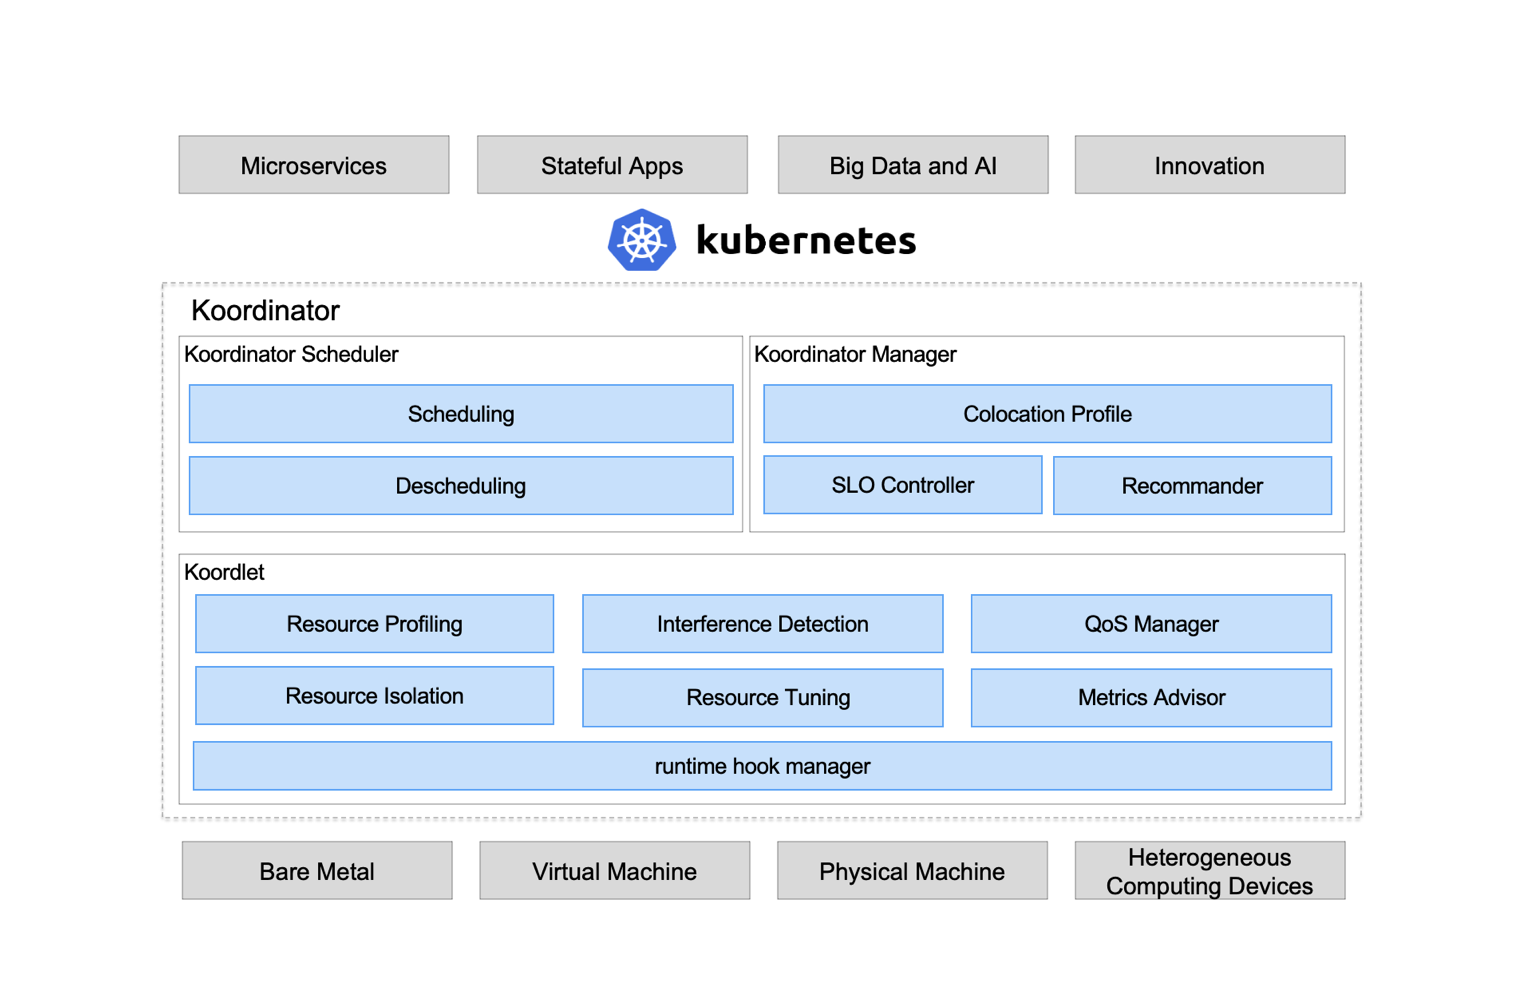 Microservices
Stateful Apps
Big Data and AI
Innovation
kubernetes
Koordinator
Koordinator Scheduler
Scheduling
Descheduling
Koordinator Manager
Colocation Profile
SLO Controller
Recommander
Koordlet
Resource Profiling
Interference Detection
QoS Manager
Resource Isolation
Resource Tuning
Metrics Advisor
runtime hook manager
Bare Metal
Virtual Machine
Physical Machine
Heterogeneous
Computing Devices